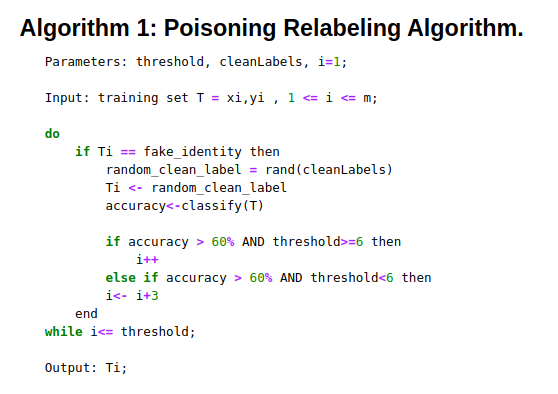 Algorithm 1: Poisoning Relabeling Algorithm.
Parameters: threshold, cleanLabels, i=1;
Input: training set T = xi,yi , 1 <= i <= m;
do
if Ti == fake_identity then
random_clean_label = rand(cleanLabels)
Ti <- random_clean_label
accuracy<-classify(T)
if accuracy > 60% AND threshold>=6 then
i++
else if accuracy > 60% AND threshold<6 then
i<- i+3
end
while i<= threshold;
Output: Ti;